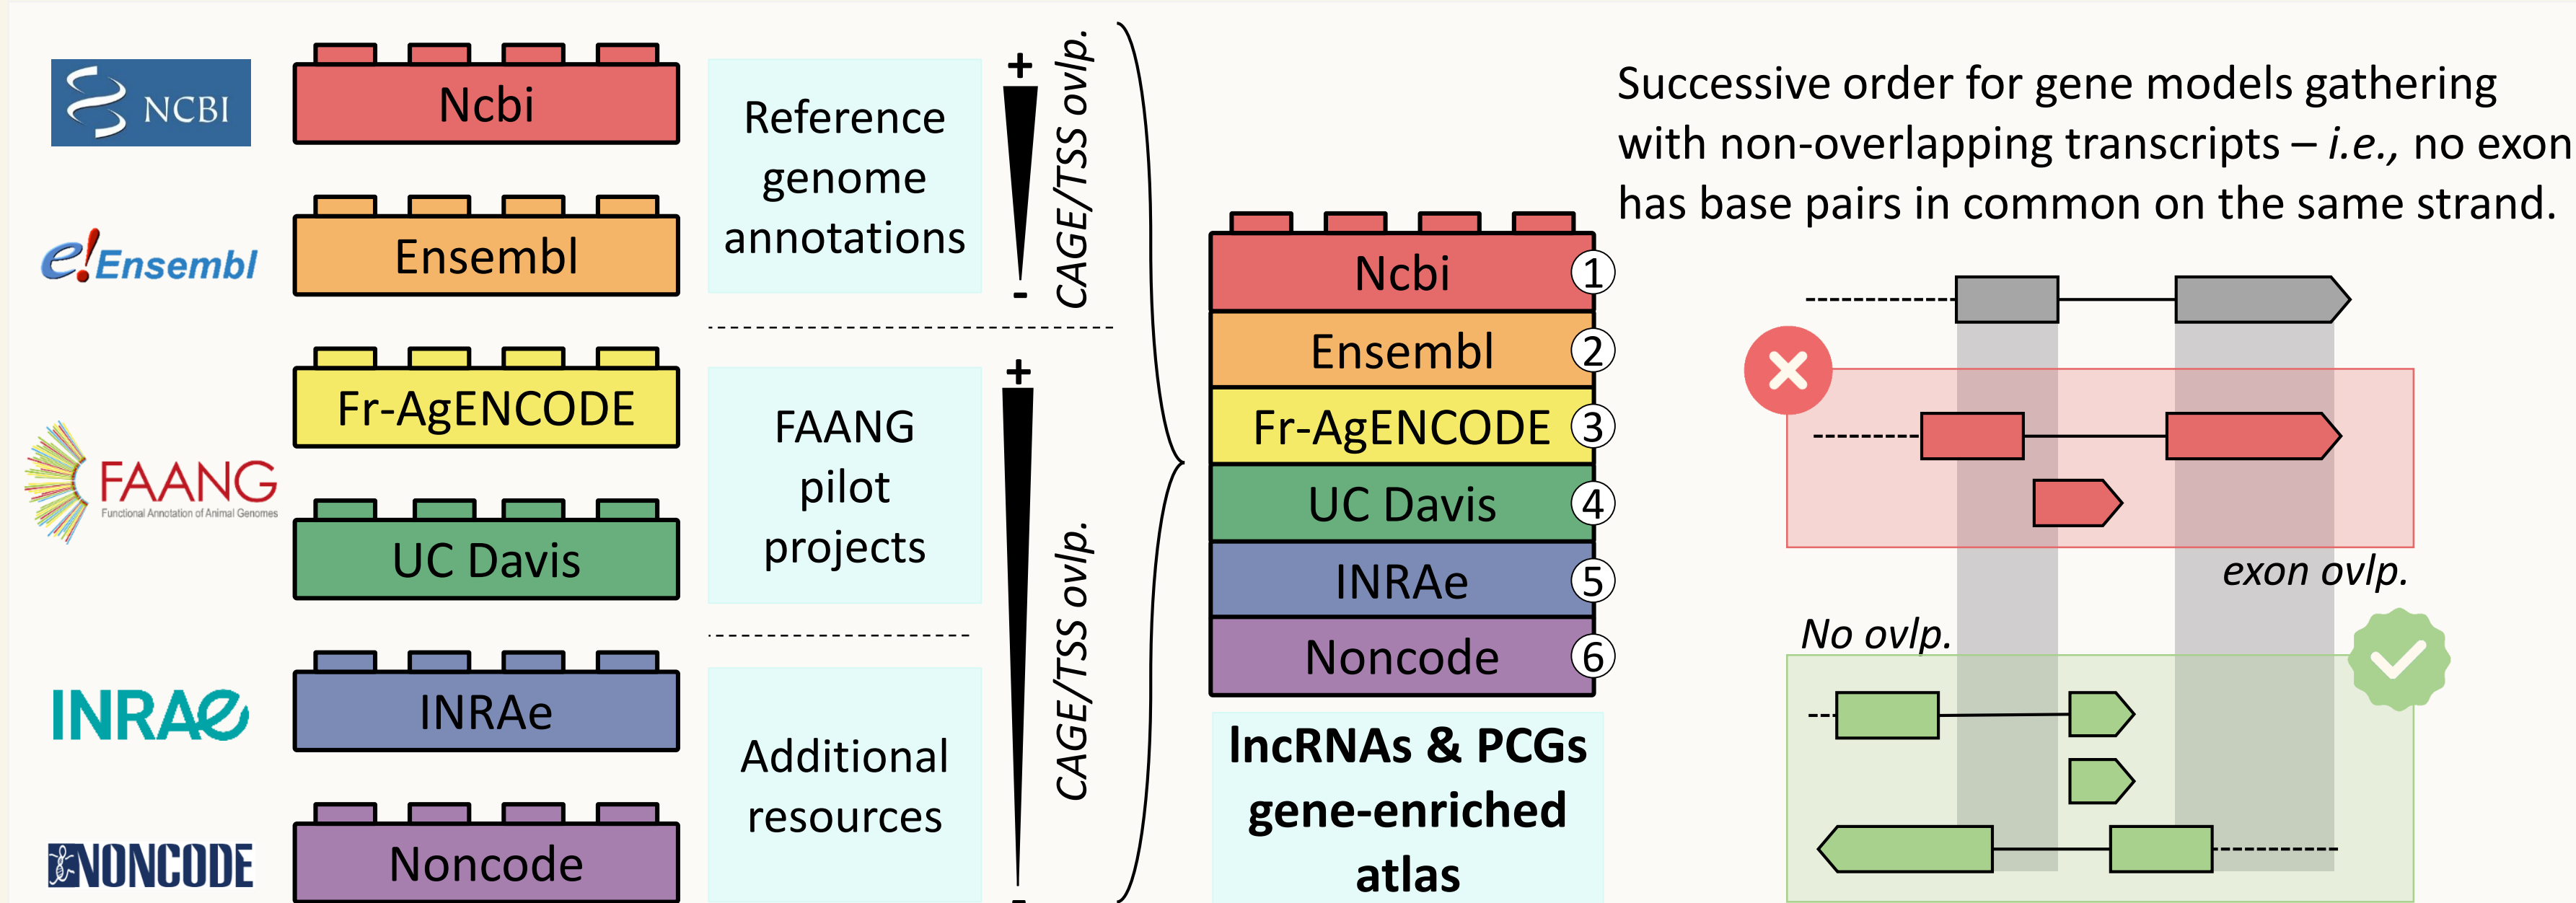 NCBI
Ncbi
Ensembl
Ensembl
Reference
genome
annotations
+
-
CAGE/TSS ovlp.
FAANG
Functional Annotation of Animal Genomes
Fr-AgENCODE
UC Davis
FAANG
pilot
projects
INRAe
INRAe
NONCODE
Noncode
Additional
resources
+
-
CAGE/TSS ovlp.
Ncbi 1
Ensembl 2
Fr-AgENCODE 3
UC Davis 4
INRAe 5
Noncode 6
lncRNAs & PCGs
gene-enriched
atlas
Successive order for gene models gathering
with non-overlapping transcripts – i.e., no exon
has base pairs in common on the same strand.
exon ovlp.
No ovlp.